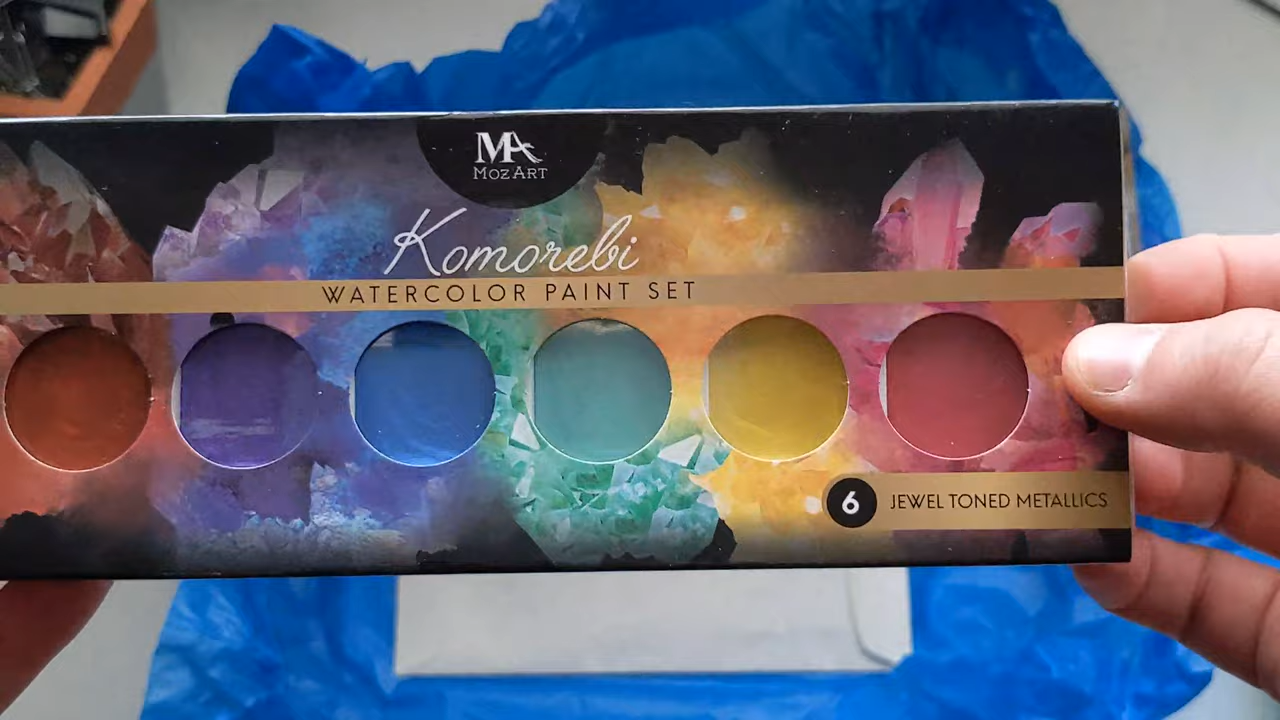 MA
MOZART
Komorebi
WATERCOLOR PAINT SET
6 JEWEL TONED METALLICS